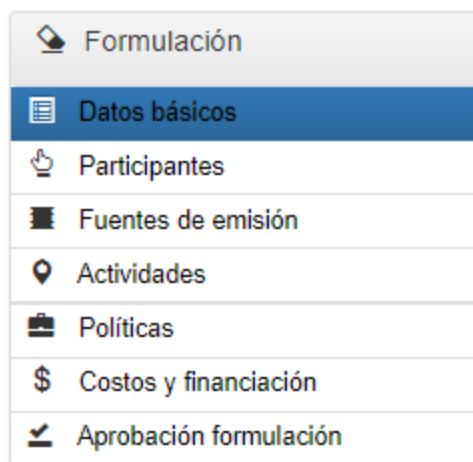 Formulación
Datos básicos
Participantes
Fuentes de emisión
Actividades
Políticas
Costos y financiación
Aprobación formulación